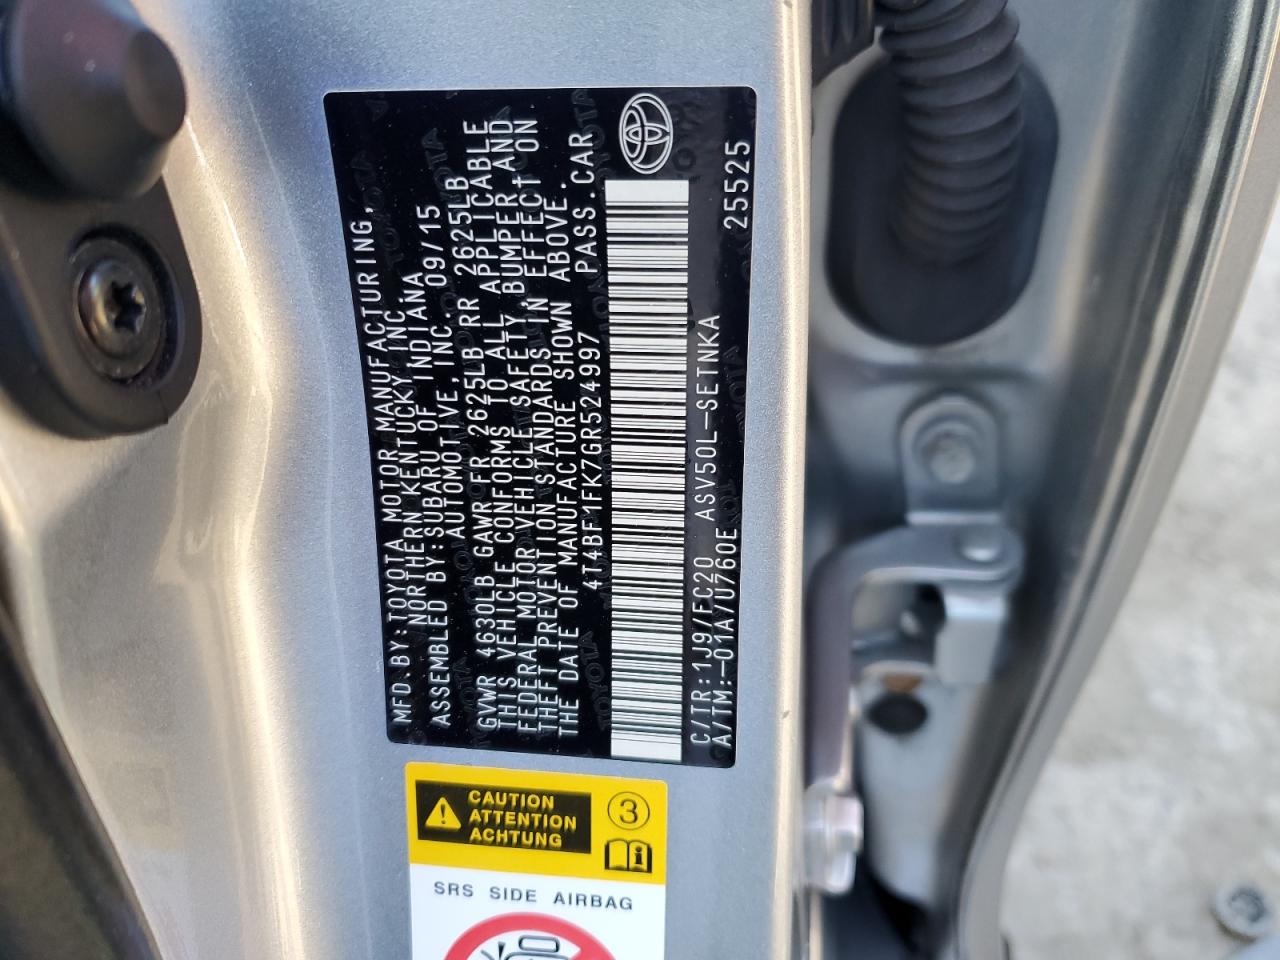 MFD.BY:TOYOTA MOTOR MANUFACTURING,
NORTHERN KENTUCKY,INC.
ASSEMBLED BY:SUBARU OF INDIANA
AUTOMOTIVE,INC. 09/15
GVWR 4630LB GAWR FR 2625LB RR 2625LB
THIS VEHICLE CONFORMS TO ALL APPLICABLE
FEDERAL MOTOR VEHICLE SAFETY,BUMPER AND
THEFT PREVENTION STANDARDS IN EFFECT ON
THE DATE OF MANUFACTURE SHOWN ABOVE.
4T4BF1FK7GR524997 PASS.CAR
C/TR:1J9/FC20 ASV50L-SETNKA 25525
A/TM:-01A/U760E
CAUTION
ATTENTION
ACHTUNG
3
SRS SIDE AIRBAG